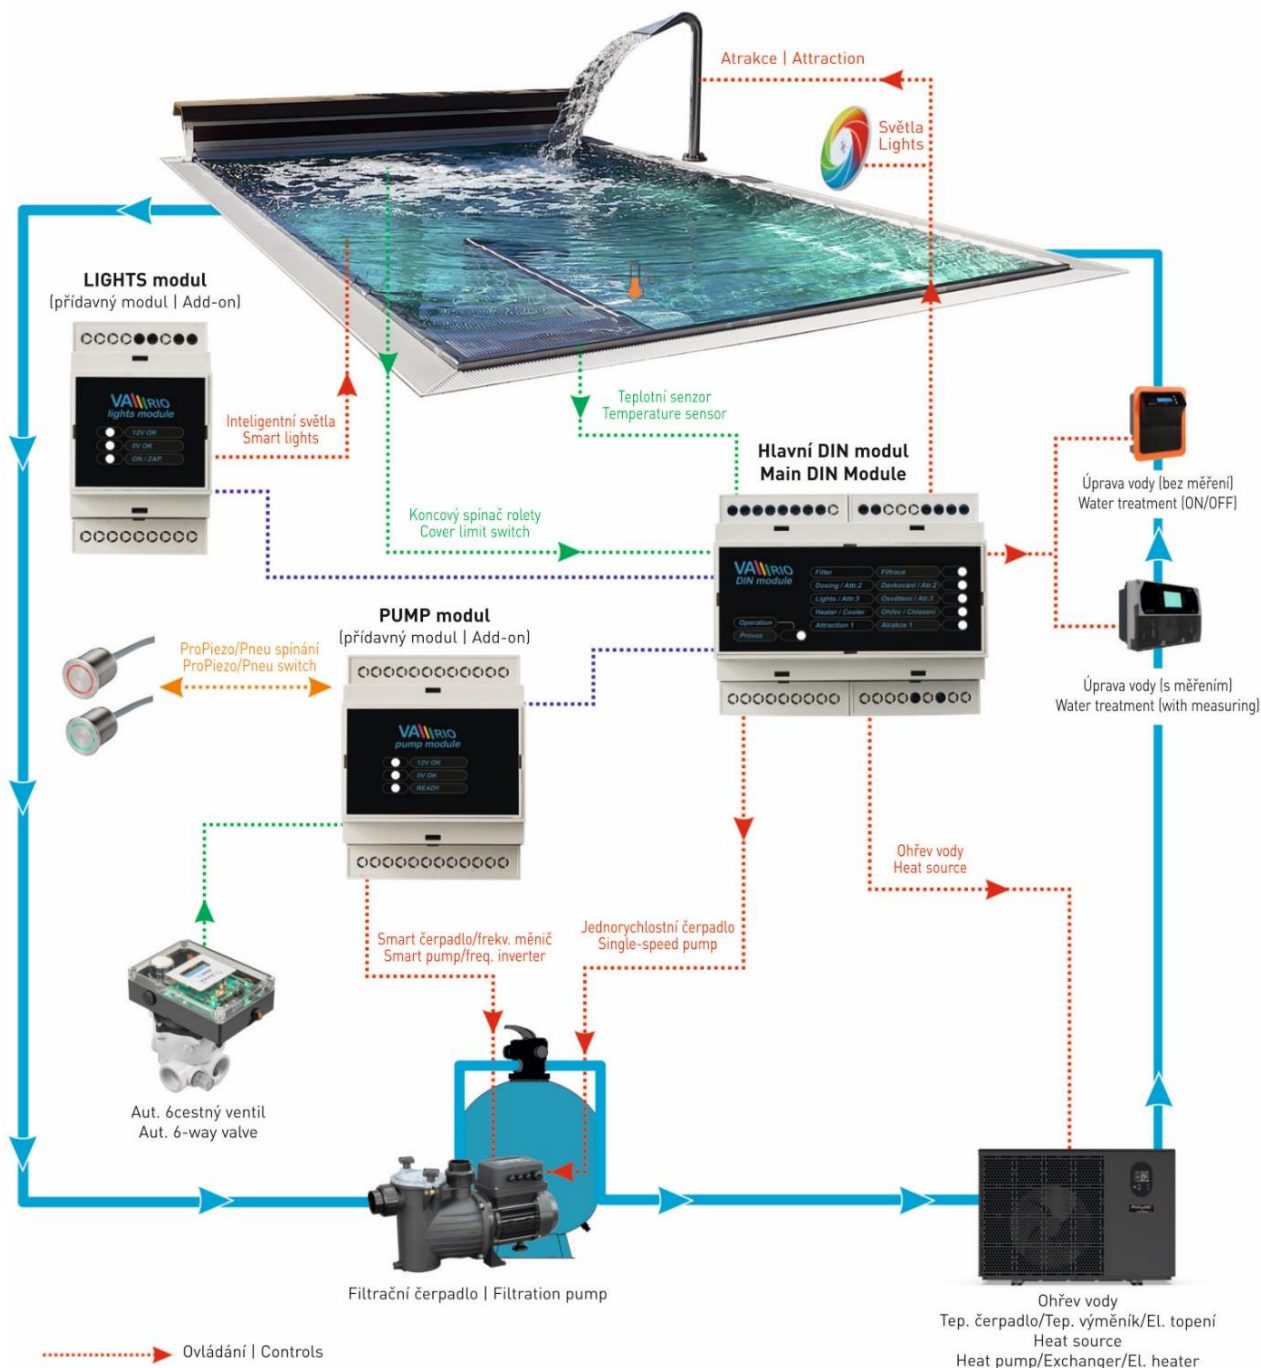 Atrakce | Attraction
Světla
Lights
LIGHTS modul
(přídavný modul | Add-on)
VARIO
lights module
12V OK
5V OK
ON / ZAP.
Inteligentní světla
Smart lights
Teplotní senzor
Temperature sensor
Koncový spínač rolety
Cover limit switch
Hlavní DIN modul
Main DIN Module
VARIO
DIN module
Filter
Filtrace
Dosing / Attr.2
Davkování / Atr.2
Lights / Attr.3
Osvětlení / Atr.3
Heater / Cooler
Ohřev / Chlazení
Attraction 1
Atrakce 1
Operation
Provoz
Úprava vody (bez měření)
Water treatment (ON/OFF)
Úprava vody (s měřením)
Water treatment (with measuring)
PUMP modul
(přídavný modul | Add-on)
VARIO
pump module
12V OK
5V OK
READY
ProPiezo/Pneu spínání
ProPiezo/Pneu switch
Ohřev vody
Heat source
Smart čerpadlo/frekv. měnič
Smart pump/freq. inverter
Jednorychlostní čerpadlo
Single-speed pump
Aut. 6cestný ventil
Aut. 6-way valve
Filtrační čerpadlo | Filtration pump
Ohřev vody
Tep. čerpadlo/Tep. výměník/El. topení
Heat source
Heat pump/Exchanger/El. heater
Ovládání | Controls